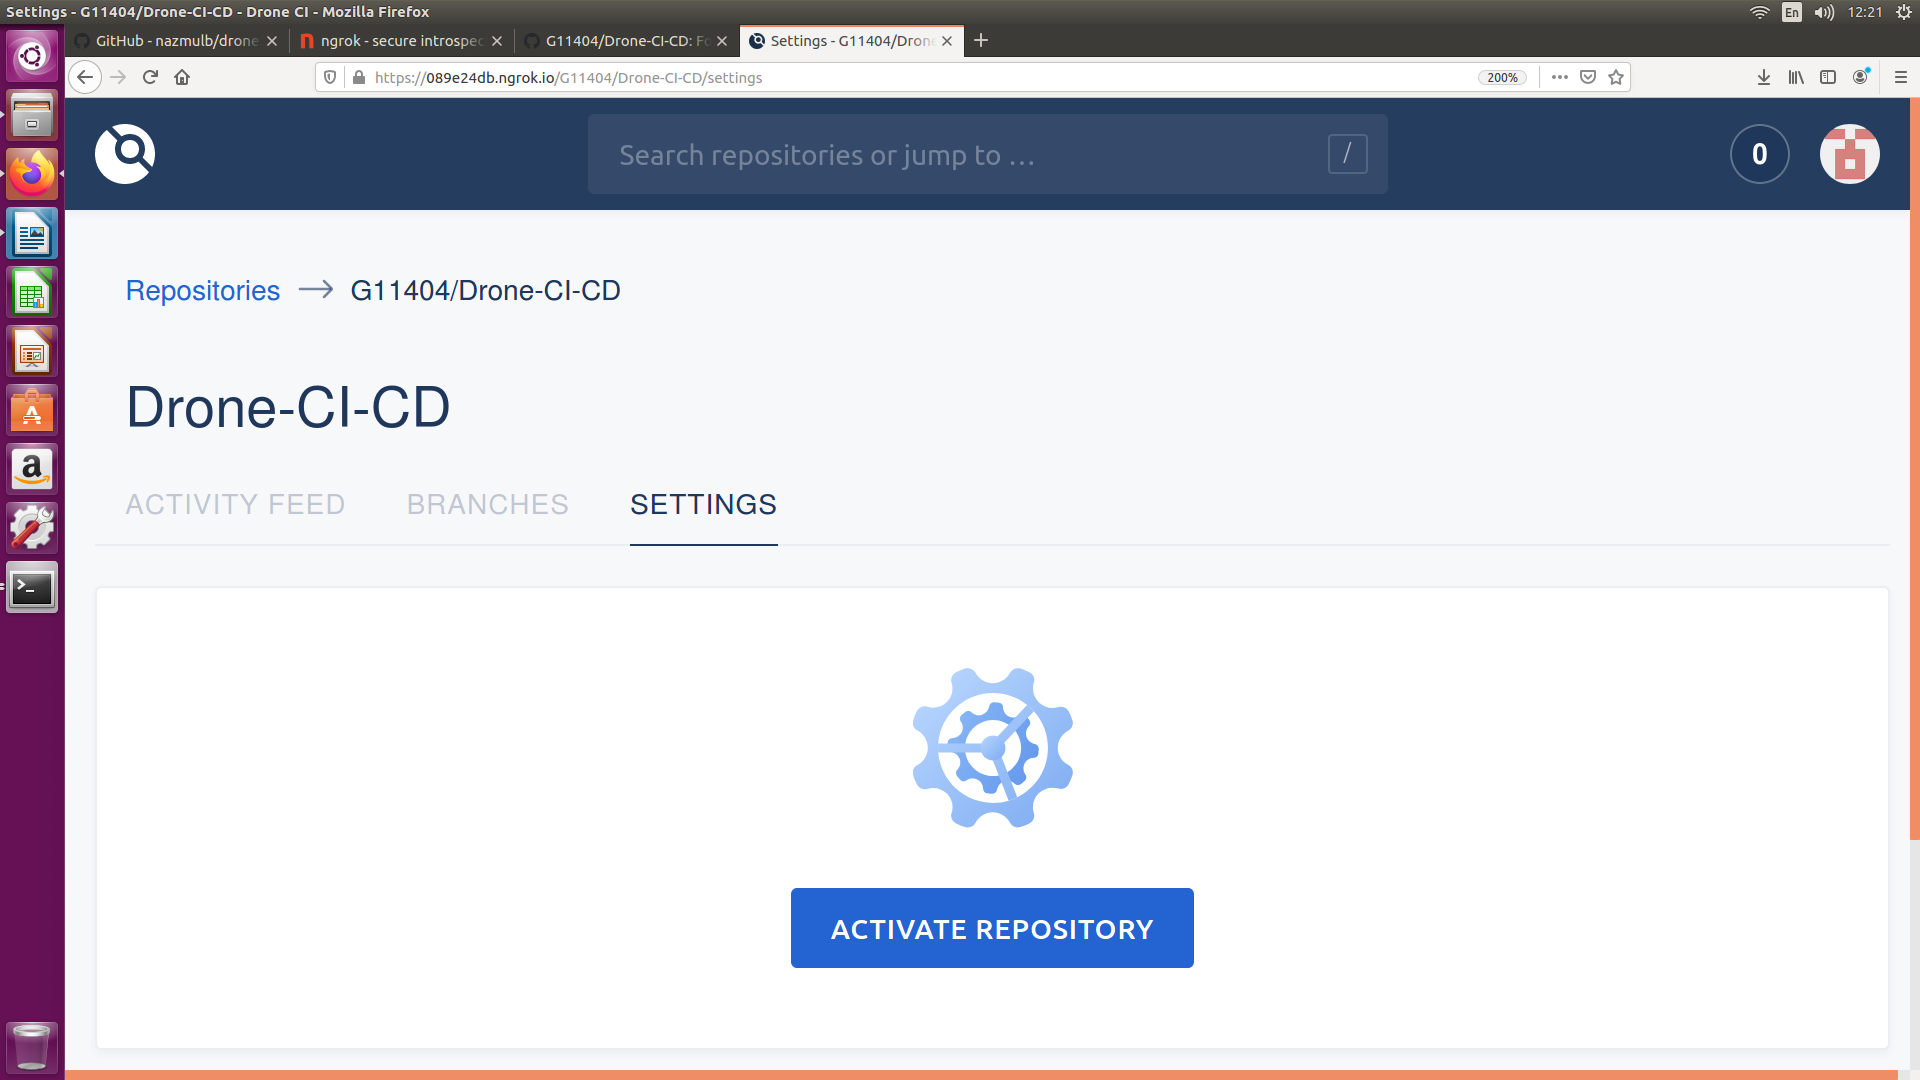 Settings - G11404/Drone-CI-CD - Drone CI - Mozilla Firefox
En
12:21
GitHub - nazmulb/drone
ngrok - secure introspec
G11404/Drone-CI-CD: Fo
Settings - G11404/Drone
https://089e24db.ngrok.io/G11404/Drone-CI-CD/settings
200%
Search repositories or jump to …
/
0
Repositories → G11404/Drone-CI-CD
Drone-CI-CD
ACTIVITY FEED
BRANCHES
SETTINGS
ACTIVATE REPOSITORY